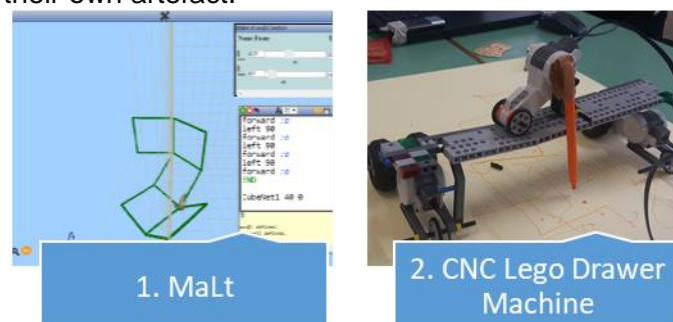 their own artefact.
forward :c
left 90
forward :c
left 90
forward :c
left 90
forward :c
END
CubeNet1 40 0
1. MaLt
2. CNC Lego Drawer
Machine